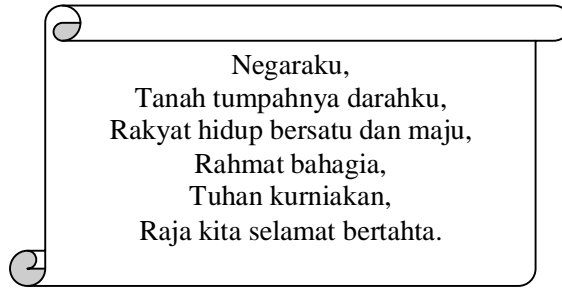 Negaraku,
Tanah tumpahnya darahku,
Rakyat hidup bersatu dan maju,
Rahmat bahagia,
Tuhan kurniakan,
Raja kita selamat bertahta.